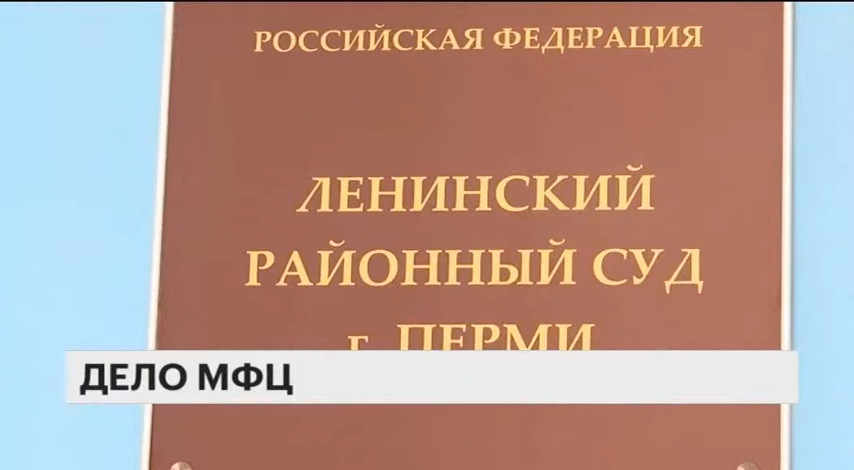 РОССИЙСКАЯ ФЕДЕРАЦИЯ
ЛЕНИНСКИЙ
РАЙОННЫЙ СУД
г. ПЕРМИ
ДЕЛО МФЦ